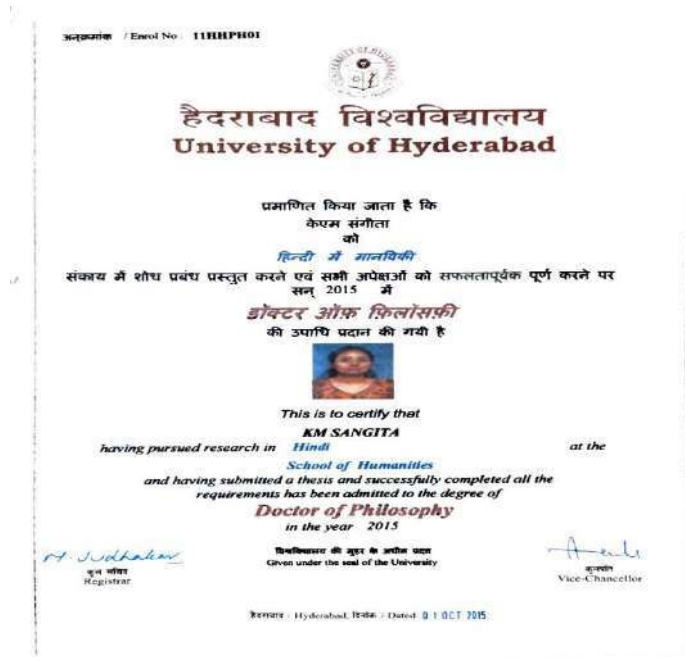 अनुक्रमांक / Enrol No 11HHPH01
हैदराबाद विश्वविद्यालय
University of Hyderabad
प्रमाणित किया जाता है कि
केएम संगीता
को
हिन्दी में मानविकी
संकाय में शोध प्रबंध प्रस्तुत करने एवं सभी अपेक्षओं को सफलतापूर्वक पूर्ण करने पर
सन् 2015 में
डॉक्टर ऑफ़ फ़िलॉसफ़ी
की उपाधि प्रदान की गयी है
This is to certify that
KM SANGITA
having pursued research in Hindi at the
School of Humanities
and having submitted a thesis and successfully completed all the
requirements has been admitted to the degree of
Doctor of Philosophy
in the year 2015
विश्वविद्यालय की मुहर के अधीन प्रदत्त
Given under the seal of the University
कुल सचिव
Registrar
कुलपति
Vice-Chancellor
हैदराबाद / Hyderabad, दिनांक / Dated 01 OCT 2015